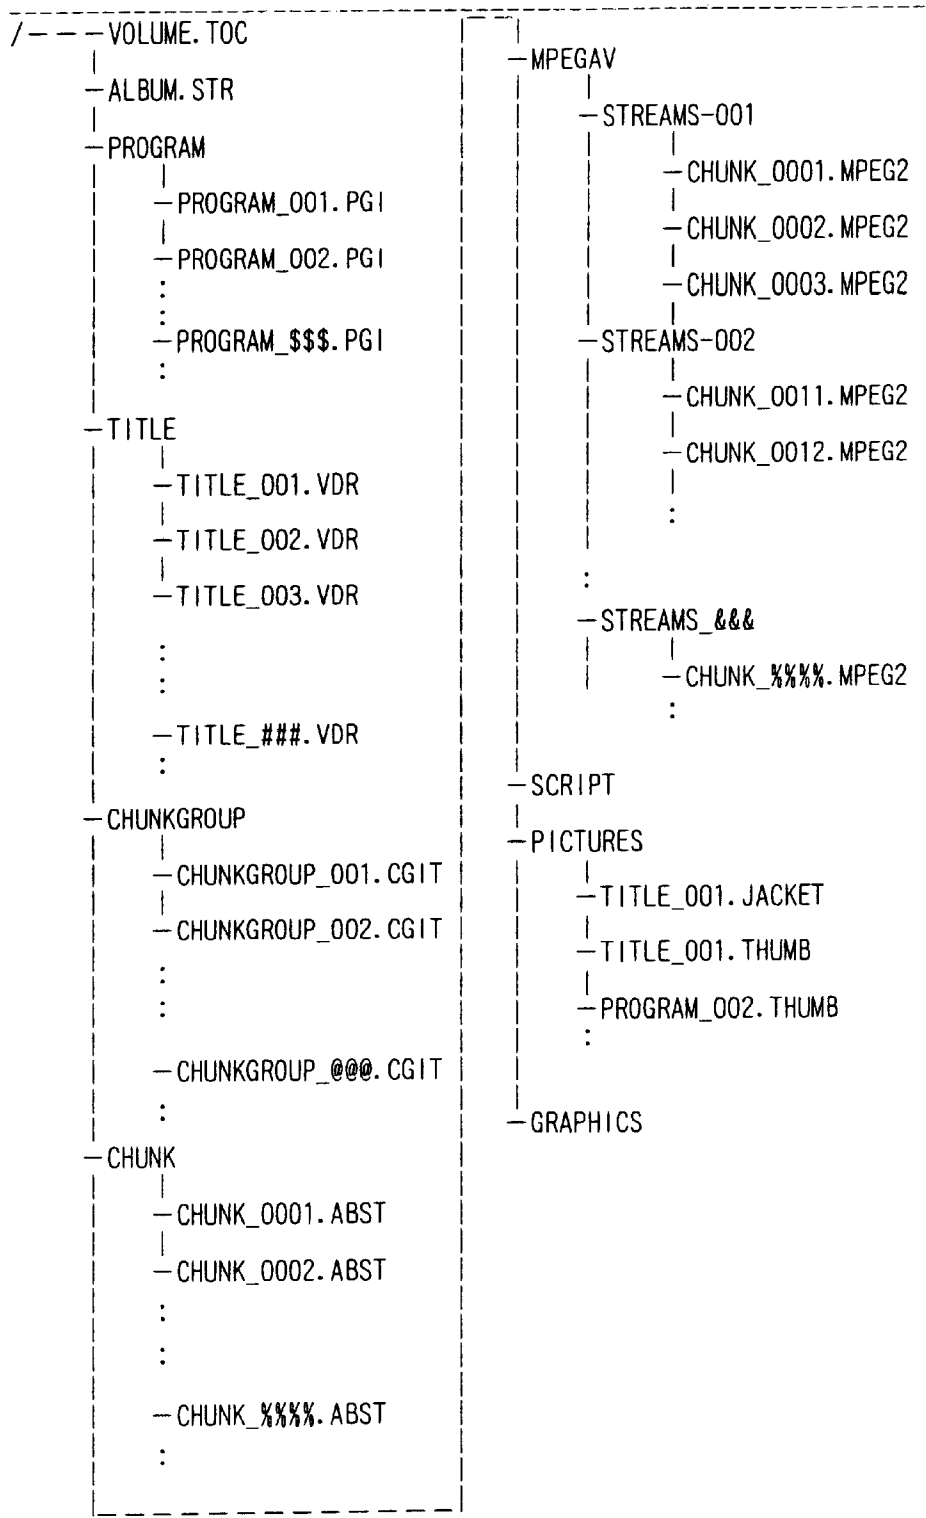 /---VOLUME.TOC
ALBUM.STR
PROGRAM
PROGRAM_001.PGI
PROGRAM_002.PGI
PROGRAM_$$$.PGI
TITLE
TITLE_001.VDR
TITLE_002.VDR
TITLE_003.VDR
TITLE_###.VDR
CHUNKGROUP
CHUNKGROUP_001.CGIT
CHUNKGROUP_002.CGIT
CHUNKGROUP_@@@.CGIT
CHUNK
CHUNK_0001.ABST
CHUNK_0002.ABST
CHUNK_%%%%.ABST
MPEGAV
STREAMS-001
CHUNK_0001.MPEG2
CHUNK_0002.MPEG2
CHUNK_0003.MPEG2
STREAMS-002
CHUNK_0011.MPEG2
CHUNK_0012.MPEG2
STREAMS_&&&
CHUNK_%%%%.MPEG2
SCRIPT
PICTURES
TITLE_001.JACKET
TITLE_001.THUMB
PROGRAM_002.THUMB
GRAPHICS